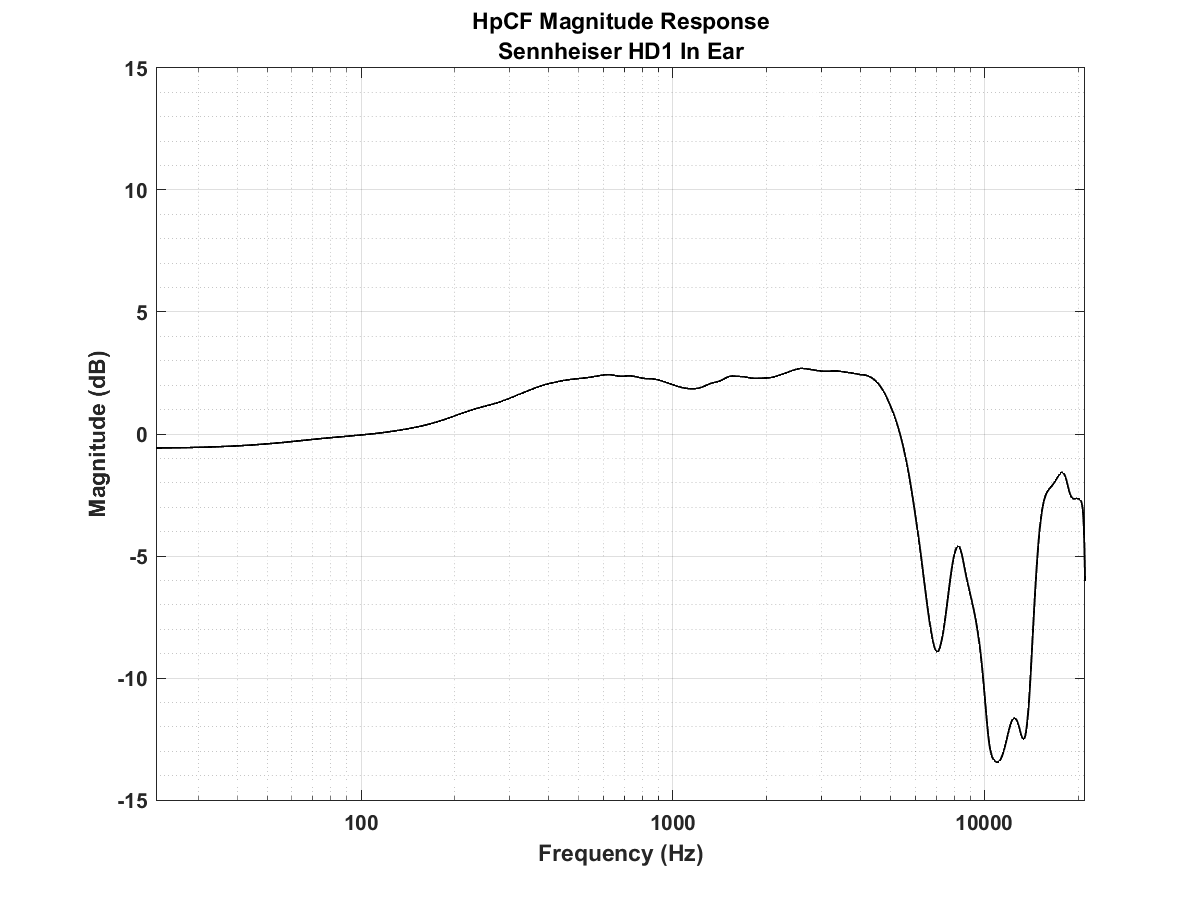 HpCF Magnitude Response
Sennheiser HD1 In Ear
15
10
5
0
-5
-10
-15
Magnitude (dB)
100
1000
10000
Frequency (Hz)